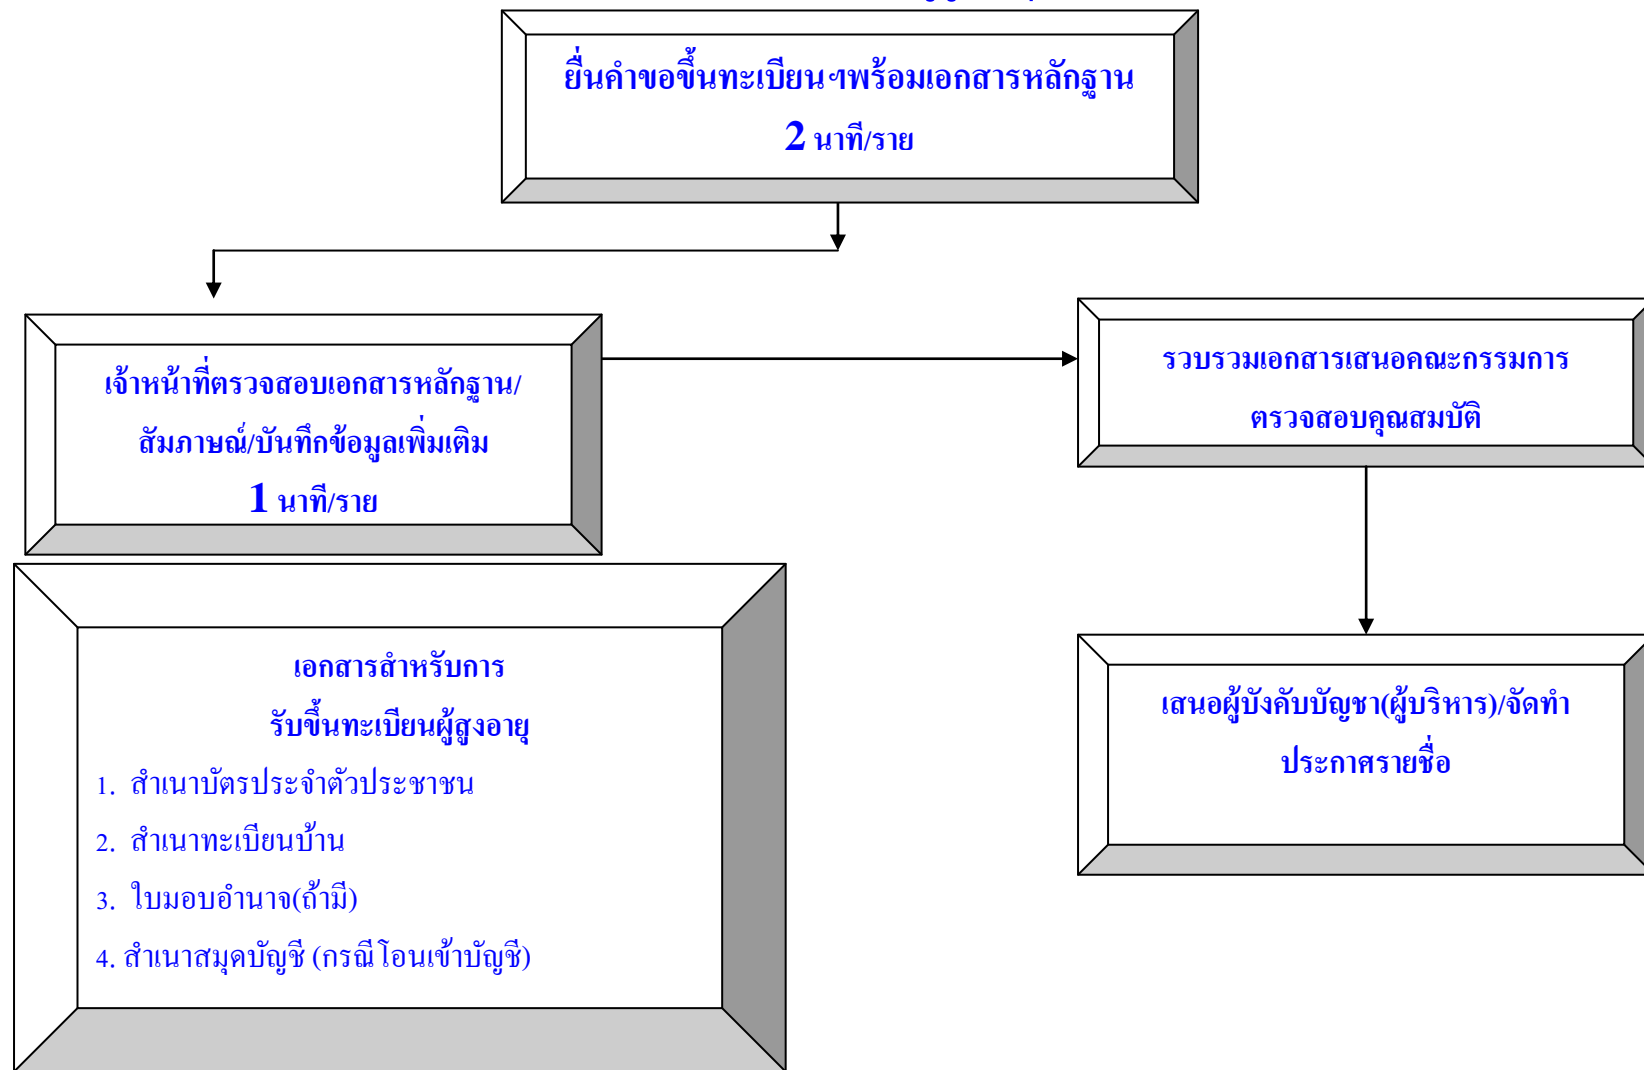 ยื่นคำขอขึ้นทะเบียนฯพร้อมเอกสารหลักฐาน
2 นาที/ราย
เจ้าหน้าที่ตรวจสอบเอกสารหลักฐาน/
สัมภาษณ์/บันทึกข้อมูลเพิ่มเติม
1 นาที/ราย
รวบรวมเอกสารเสนอคณะกรรมการ
ตรวจสอบคุณสมบัติ
เสนอผู้บังคับบัญชา(ผู้บริหาร)/จัดทำ
ประกาศรายชื่อ
เอกสารสำหรับการ
รับขึ้นทะเบียนผู้สูงอายุ
1. สำเนาบัตรประจำตัวประชาชน
2. สำเนาทะเบียนบ้าน
3. ใบมอบอำนาจ(ถ้ามี)
4. สำเนาสมุดบัญชี (กรณีโอนเข้าบัญชี)